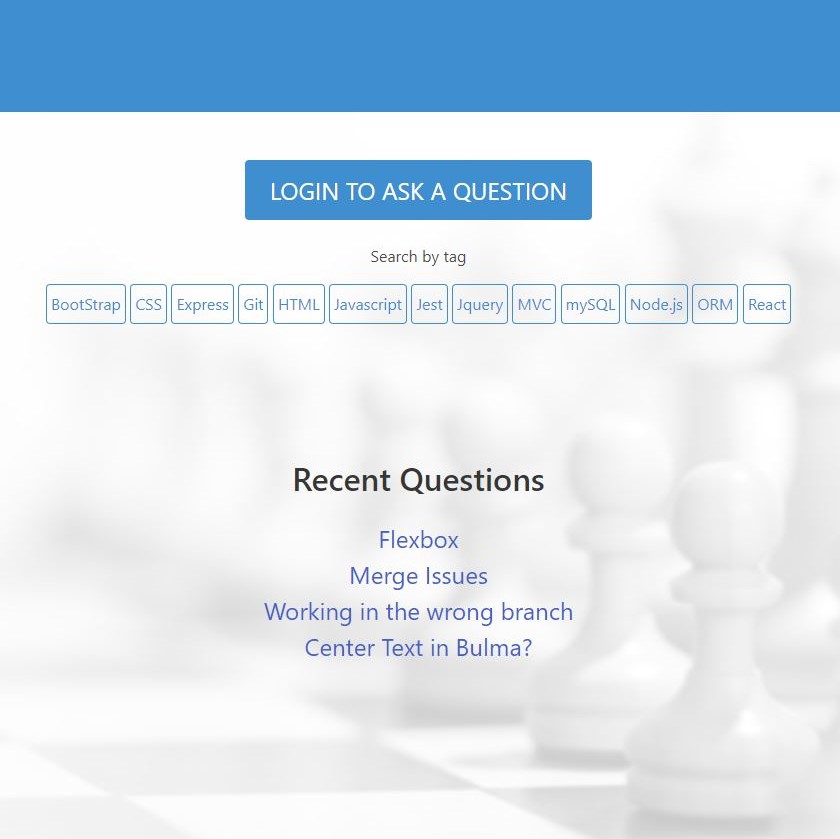 LOGIN TO ASK A QUESTION
Search by tag
BootStrap CSS Express Git HTML Javascript Jest Jquery MVC mySQL Node.js ORM React
Recent Questions
Flexbox
Merge Issues
Working in the wrong branch
Center Text in Bulma?